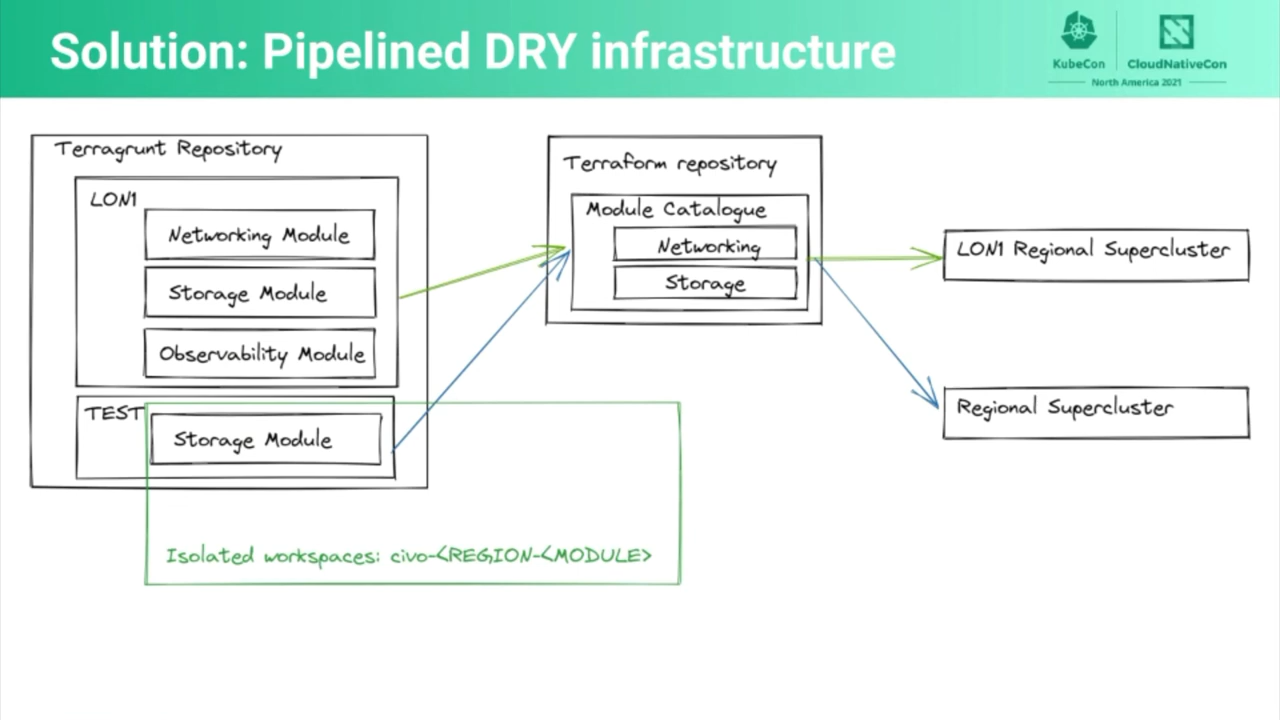 Solution: Pipelined DRY infrastructure
KubeCon
CloudNativeCon
North America 2021
Terragrunt Repository
LON1
Networking Module
Storage Module
Observability Module
TEST
Storage Module
Isolated workspaces: civo-<REGION-<MODULE>
Terraform repository
Module Catalogue
Networking
Storage
LON1 Regional Supercluster
Regional Supercluster